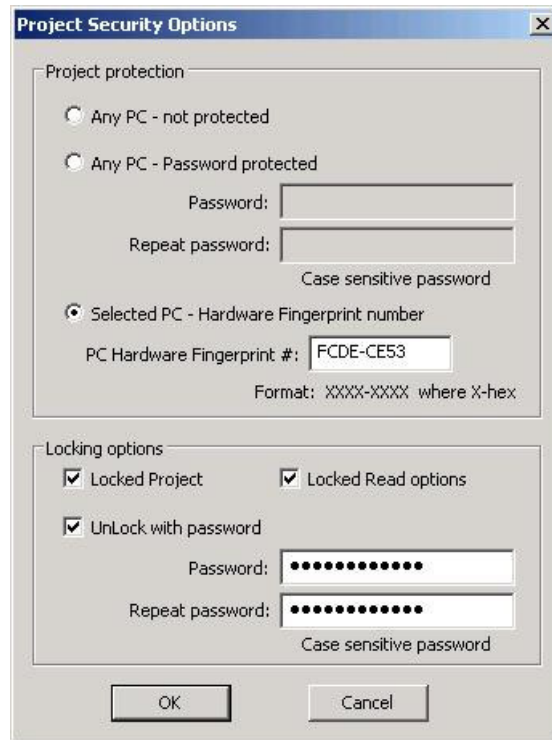 Project Security Options
Project protection
Any PC - not protected
Any PC - Password protected
Password:
Repeat password:
Case sensitive password
Selected PC - Hardware Fingerprint number
PC Hardware Fingerprint #: FCDE-CE53
Format: XXXX-XXXX where X-hex
Locking options
Locked Project Locked Read options
UnLock with password
Password: ●●●●●●●●●●●●
Repeat password: ●●●●●●●●●●●●
Case sensitive password
OK Cancel